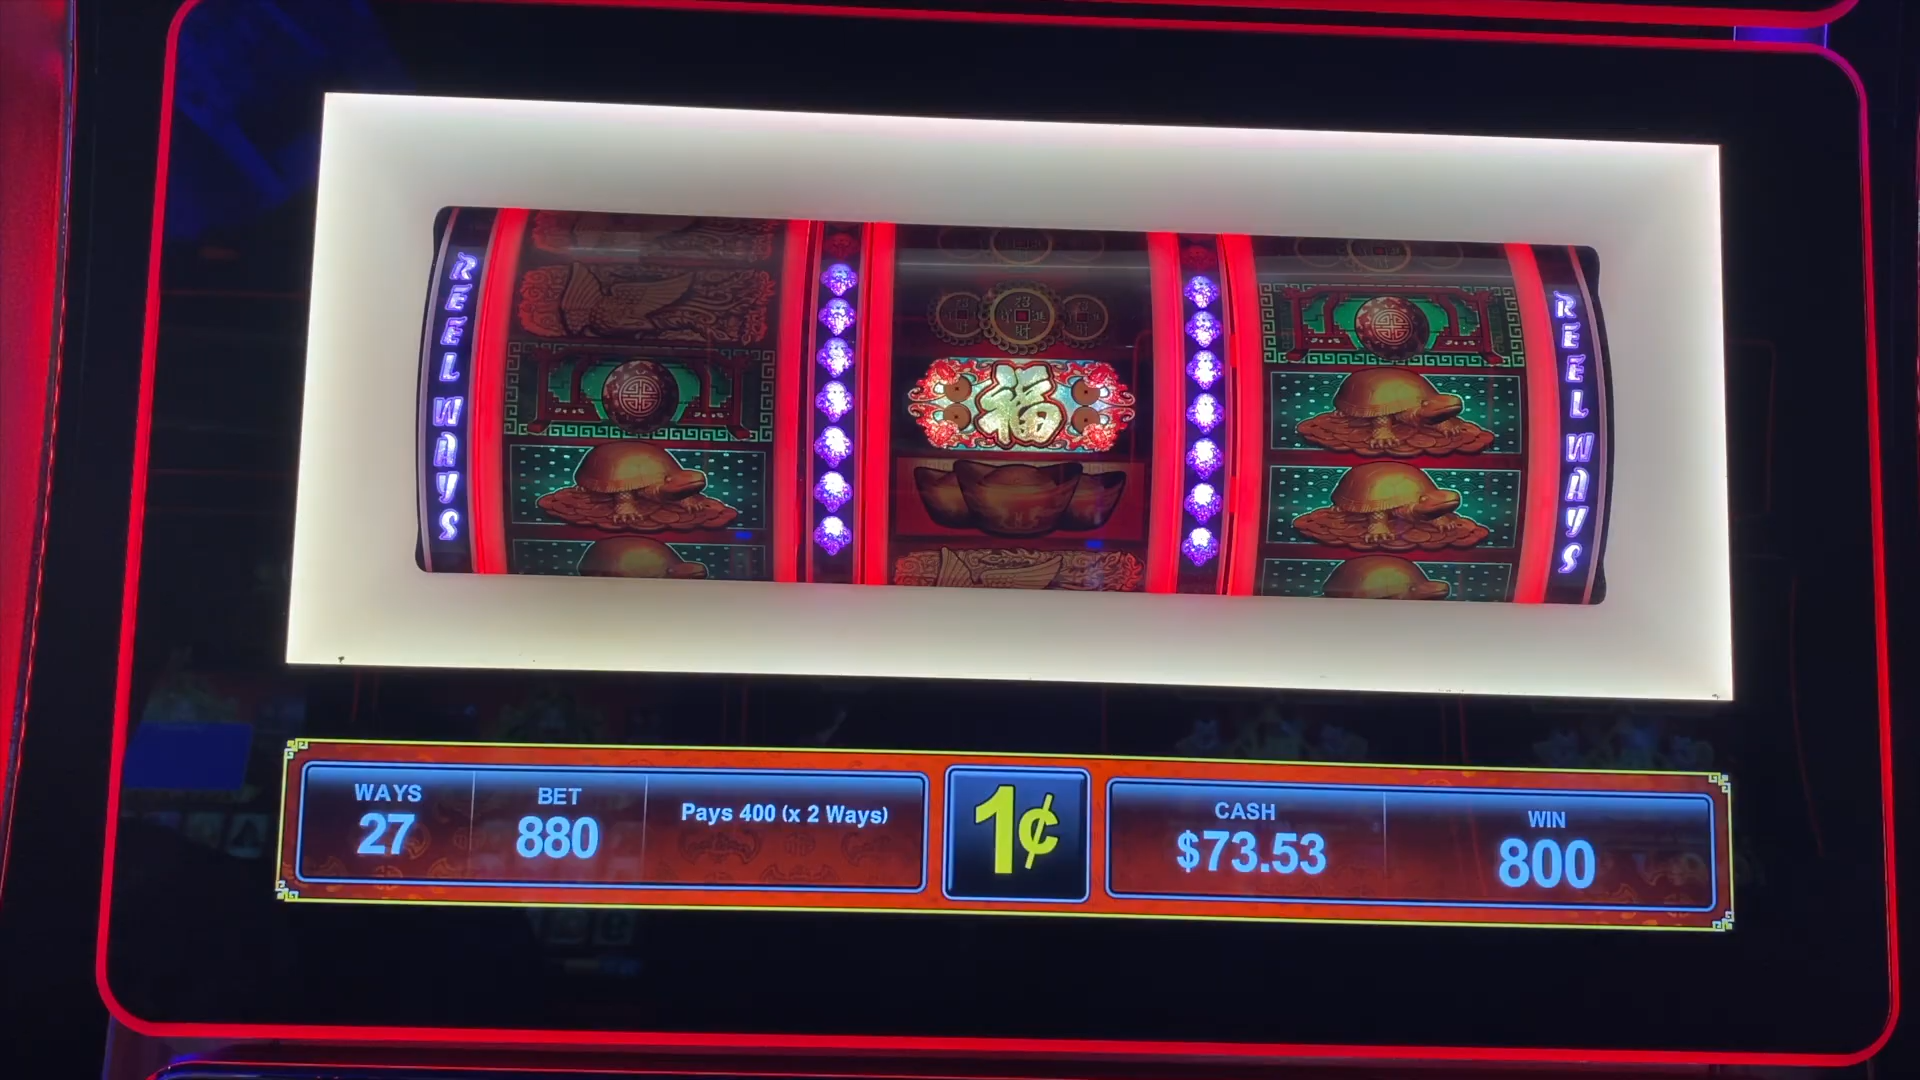 REEL WAYS
福
REEL WAYS
WAYS
27
BET
880
Pays 400 (x 2 Ways)
1¢
CASH
$73.53
WIN
800